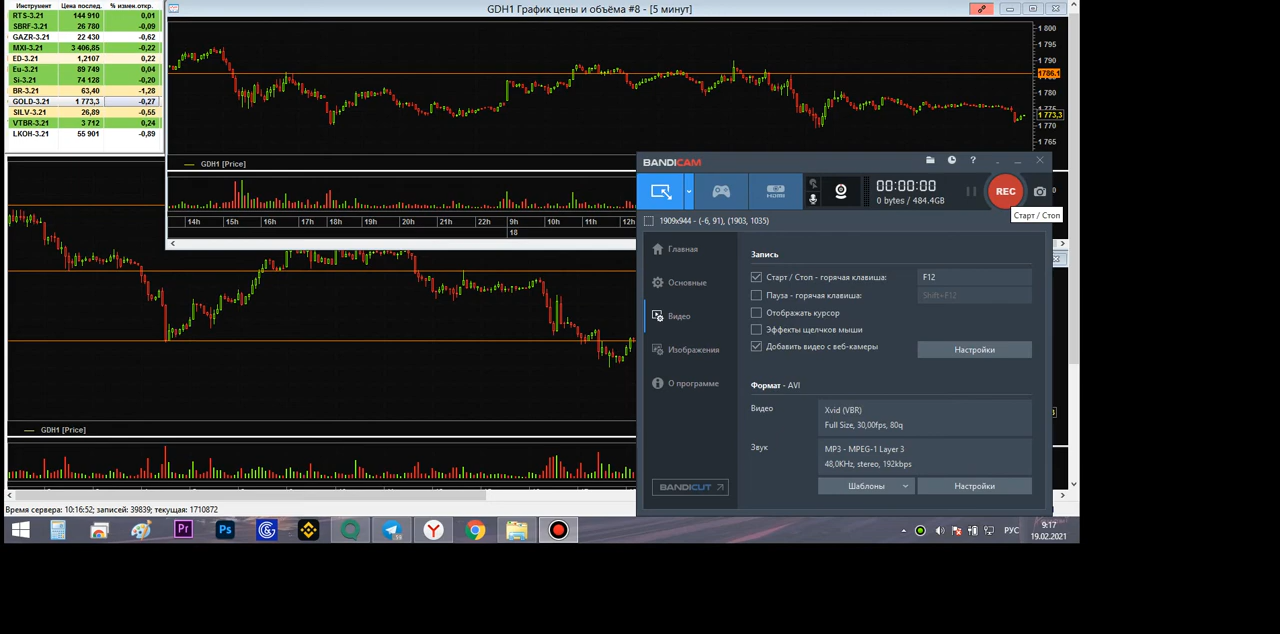 Инструмент Цена послед. % измен.откр.
RTS-3.21 144 910 0,01
SBRF-3.21 26 780 -0,09
GAZR-3.21 22 430 -0,62
MXI-3.21 3 406,85 -0,22
ED-3.21 1,2107 0,22
Eu-3.21 89 749 0,04
Si-3.21 74 128 -0,20
BR-3.21 63,40 -1,28
GOLD-3.21 1 773,3 -0,27
SILV-3.21 26,89 -0,55
VTBR-3.21 3 712 0,24
LKOH-3.21 55 901 -0,89
GDH1 График цены и объёма #8 - [5 минут]
1 800
1 795
1 790
1786,1
1 780
1 775
1 773,3
1 770
1 765
GDH1 [Price]
14h 15h 16h 17h 18h 19h 21h 22h 9h 10h 11h 12h
18
BANDICAM
?
00:00:00
0 bytes / 484.4GB
REC
HDMI
Старт / Стоп
1909x944 - (-6, 91), (1903, 1035)
Главная
Основные
Видео
Изображения
О программе
BANDICUT
Запись
Старт / Стоп - горячая клавиша: F12
Пауза - горячая клавиша: Shift+F12
Отображать курсор
Эффекты щелчков мыши
Добавить видео с веб-камеры
Настройки
Формат - AVI
Видео
Xvid (VBR)
Full Size, 30,00fps, 80q
Звук
MP3 - MPEG-1 Layer 3
48,0KHz, stereo, 192kbps
Шаблоны
Настройки
GDH1 [Price]
Время сервера: 10:16:52; записей: 39839; текущая: 1710872
Pr
Ps
РУС
9:17
19.02.2021